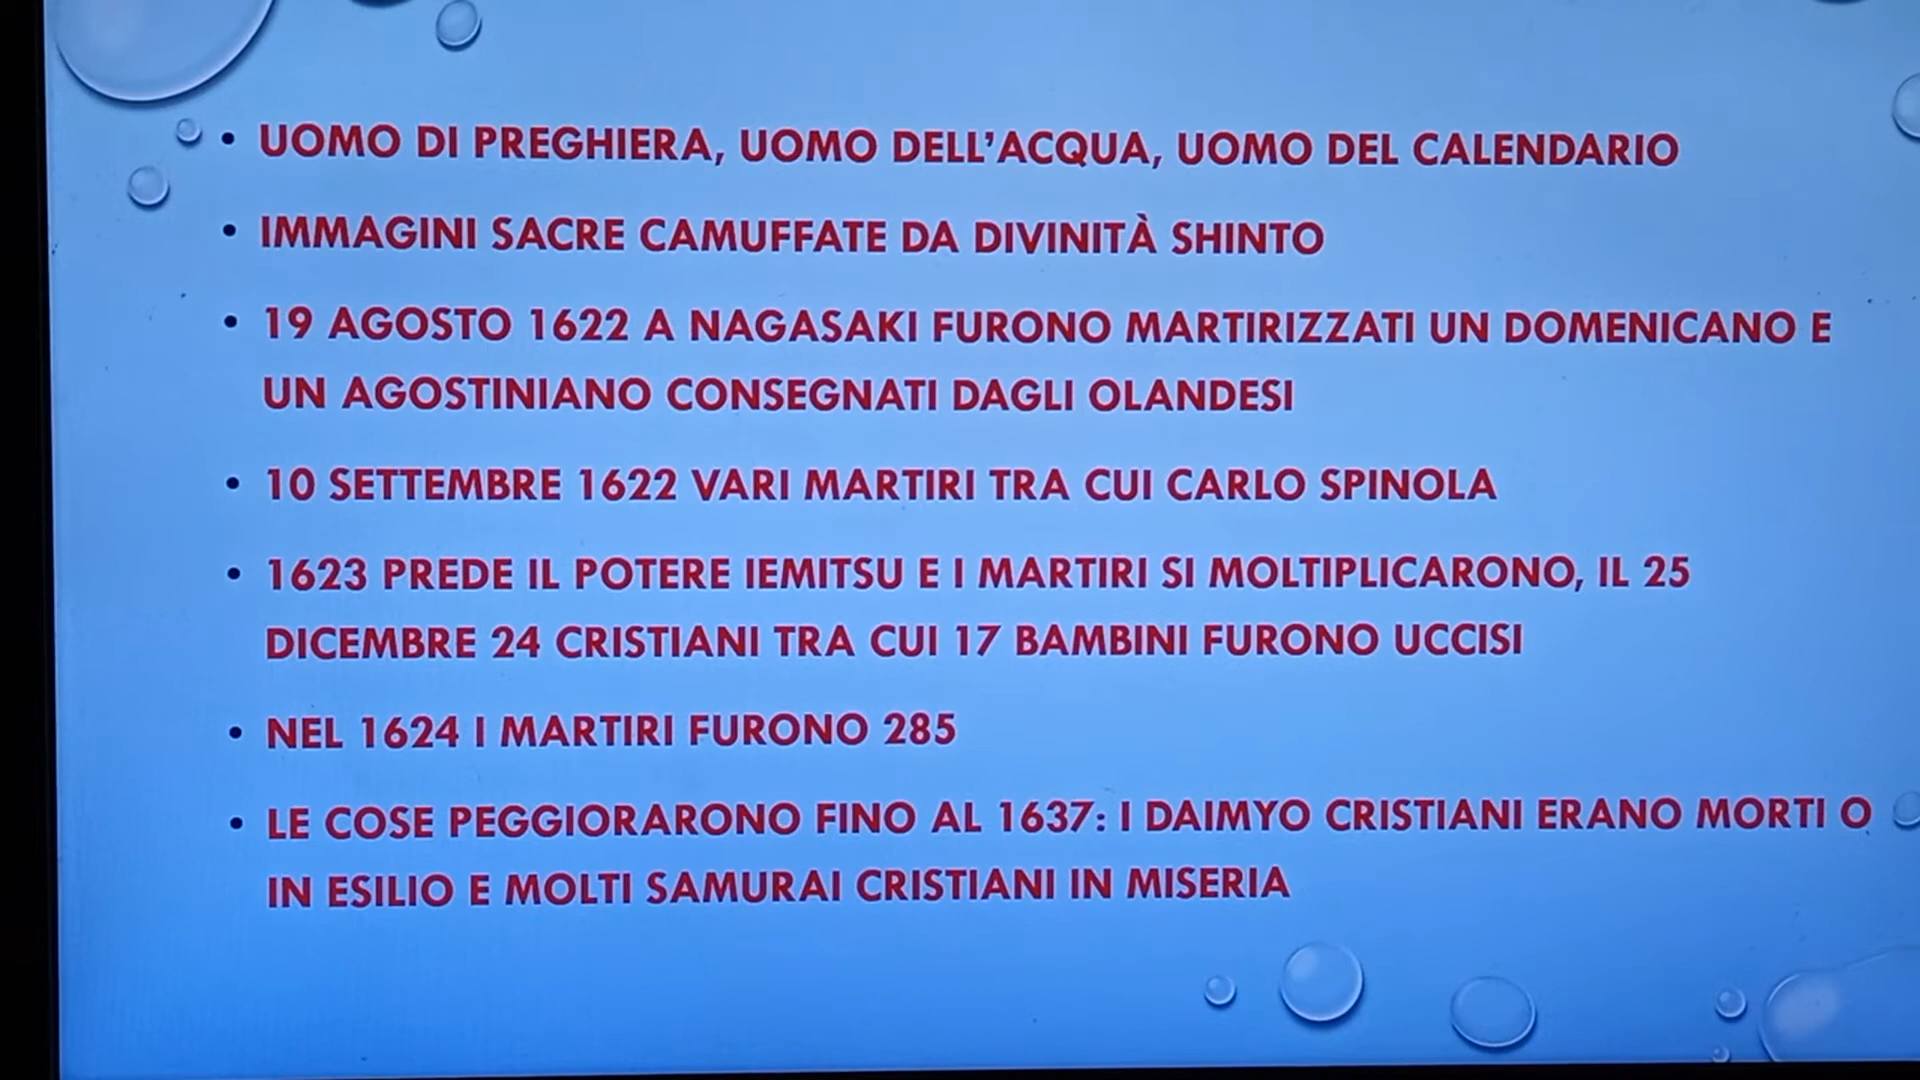 • UOMO DI PREGHIERA, UOMO DELL’ACQUA, UOMO DEL CALENDARIO
• IMMAGINI SACRE CAMUFFATE DA DIVINITÀ SHINTO
• 19 AGOSTO 1622 A NAGASAKI FURONO MARTIRIZZATI UN DOMENICANO E
UN AGOSTINIANO CONSEGNATI DAGLI OLANDESI
• 10 SETTEMBRE 1622 VARI MARTIRI TRA CUI CARLO SPINOLA
• 1623 PREDE IL POTERE IEMITSU E I MARTIRI SI MOLTIPLICARONO, IL 25
DICEMBRE 24 CRISTIANI TRA CUI 17 BAMBINI FURONO UCCISI
• NEL 1624 I MARTIRI FURONO 285
• LE COSE PEGGIORARONO FINO AL 1637: I DAIMYO CRISTIANI ERANO MORTI O
IN ESILIO E MOLTI SAMURAI CRISTIANI IN MISERIA